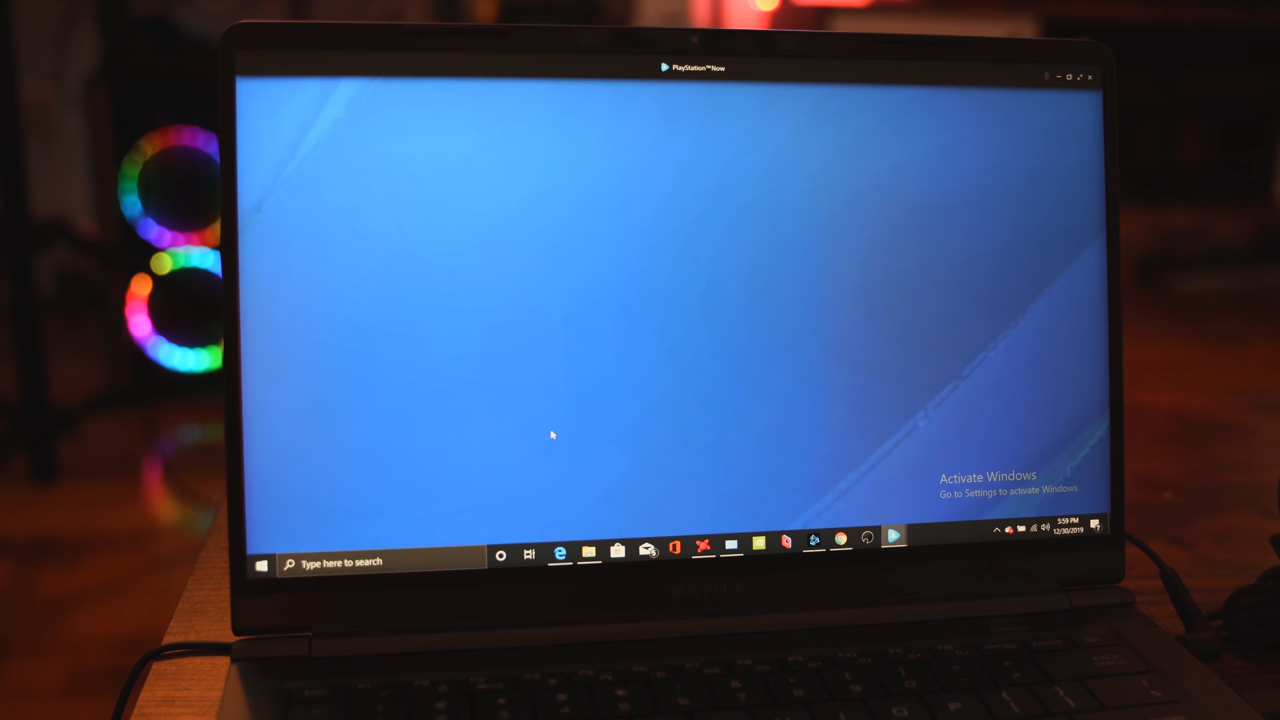 PlayStation™Now
Activate Windows
Go to Settings to activate Windows.
Type here to search
5:59 PM
12/30/2019
MOTILE